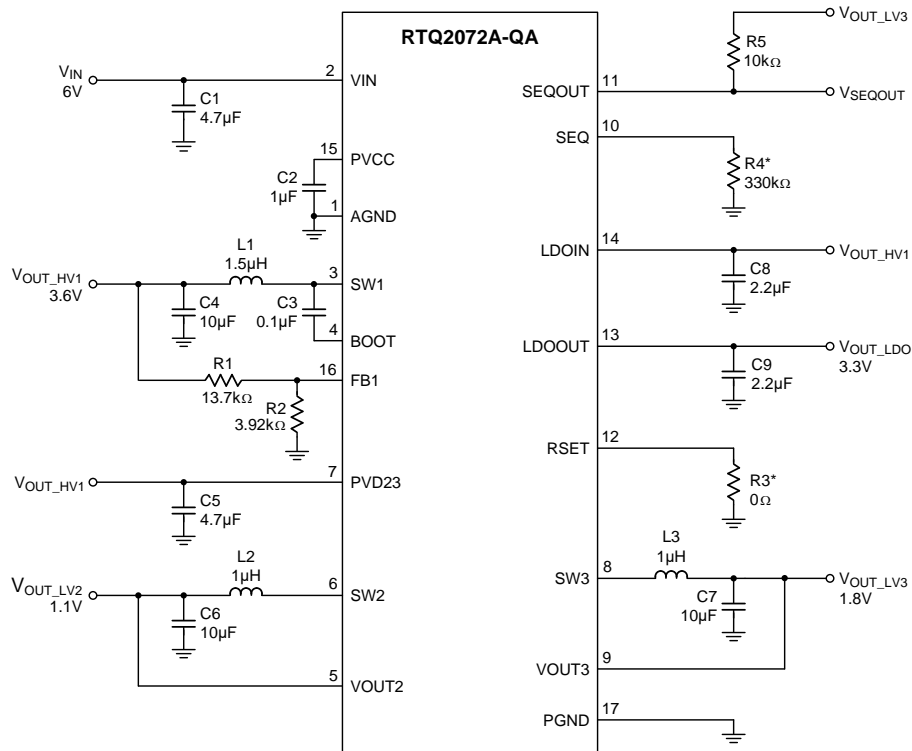 RTQ2072A-QA
VIN
6V
C1
4.7µF
2
VIN
C2
1µF
15
PVCC
1
AGND
VOUT_HV1
3.6V
C4
10µF
L1
1.5µH
C3
0.1µF
3
SW1
4
BOOT
R1
13.7kΩ
16
FB1
R2
3.92kΩ
VOUT_HV1
C5
4.7µF
7
PVD23
VOUT_LV2
1.1V
C6
10µF
L2
1µH
6
SW2
5
VOUT2
SEQOUT
11
R5
10kΩ
VOUT_LV3
VSEQOUT
SEQ
10
R4*
330kΩ
LDOIN
14
C8
2.2µF
VOUT_HV1
LDOOUT
13
C9
2.2µF
VOUT_LDO
3.3V
RSET
12
R3*
0Ω
SW3
8
L3
1µH
C7
10µF
VOUT_LV3
1.8V
VOUT3
9
PGND
17